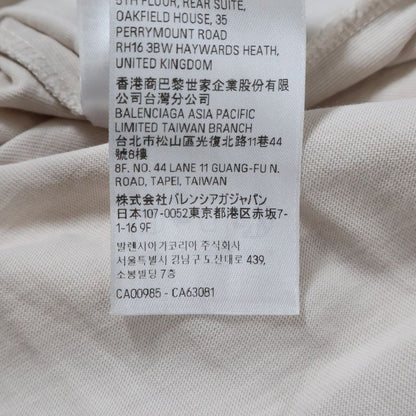 5TH FLOOR, REAR SUITE,
OAKFIELD HOUSE, 35
PERRYMOUNT ROAD
RH16 3BW HAYWARDS HEATH,
UNITED KINGDOM
香港商巴黎世家企業股份有限
公司台灣分公司
BALENCIAGA ASIA PACIFIC
LIMITED TAIWAN BRANCH
台北市松山區光復北路11巷44
號8樓
8F. NO. 44 LANE 11 GUANG-FU N.
ROAD, TAPEI, TAIWAN
株式会社バレンシアガジャパン
日本107-0052東京都港区赤坂7-
1-16 9F
발렌시아가코리아 주식회사
서울특별시 강남구 도산대로 439,
소봉빌딩 7층
CA00985 - CA63081